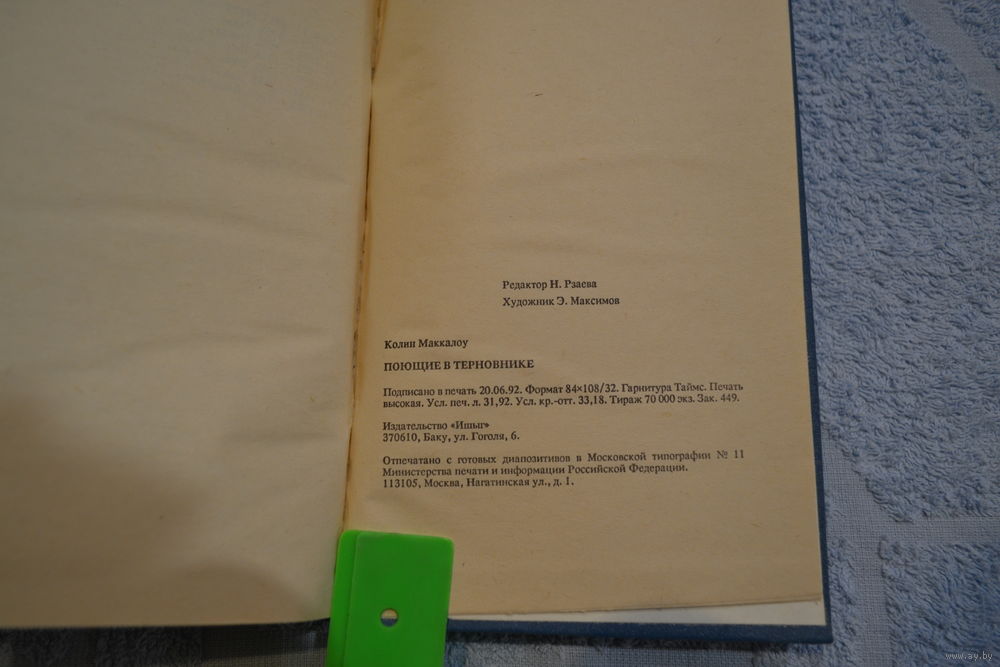 Редактор Н. Рзаева
Художник Э. Максимов
Колин Маккалоу
ПОЮЩИЕ В ТЕРНОВНИКЕ
Подписано в печать 20.06.92. Формат 84×108/32. Гарнитура Таймс. Печать
высокая. Усл. печ. л. 31,92. Усл. кр.-отт. 33,18. Тираж 70 000 экз. Зак. 449.
Издательство «Ишыг»
370610, Баку, ул. Гоголя, 6.
Отпечатано с готовых диапозитивов в Московской типографии № 11
Министерства печати и информации Российской Федерации.
113105, Москва, Нагатинская ул., д. 1.
www.ay.by